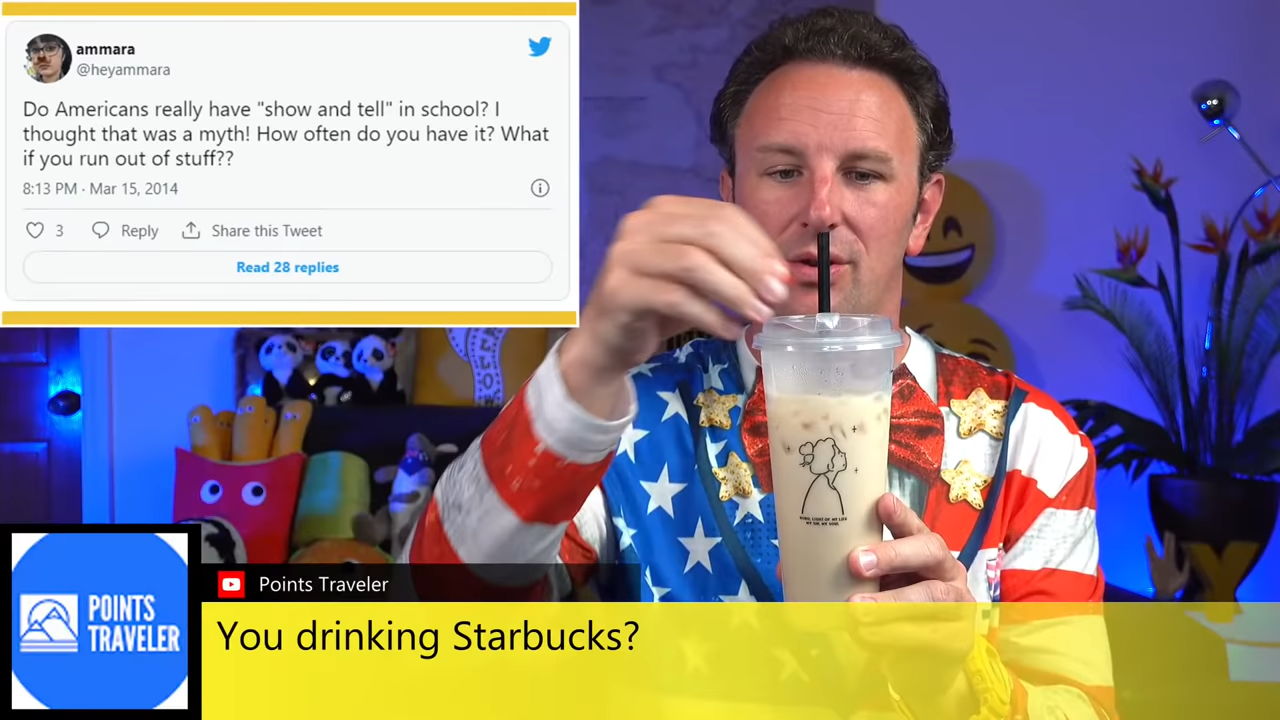 ammara
@heyammara
Do Americans really have "show and tell" in school? I
thought that was a myth! How often do you have it? What
if you run out of stuff??
8:13 PM · Mar 15, 2014
3 Reply Share this Tweet
Read 28 replies
Points Traveler
POINTS
TRAVELER
You drinking Starbucks?